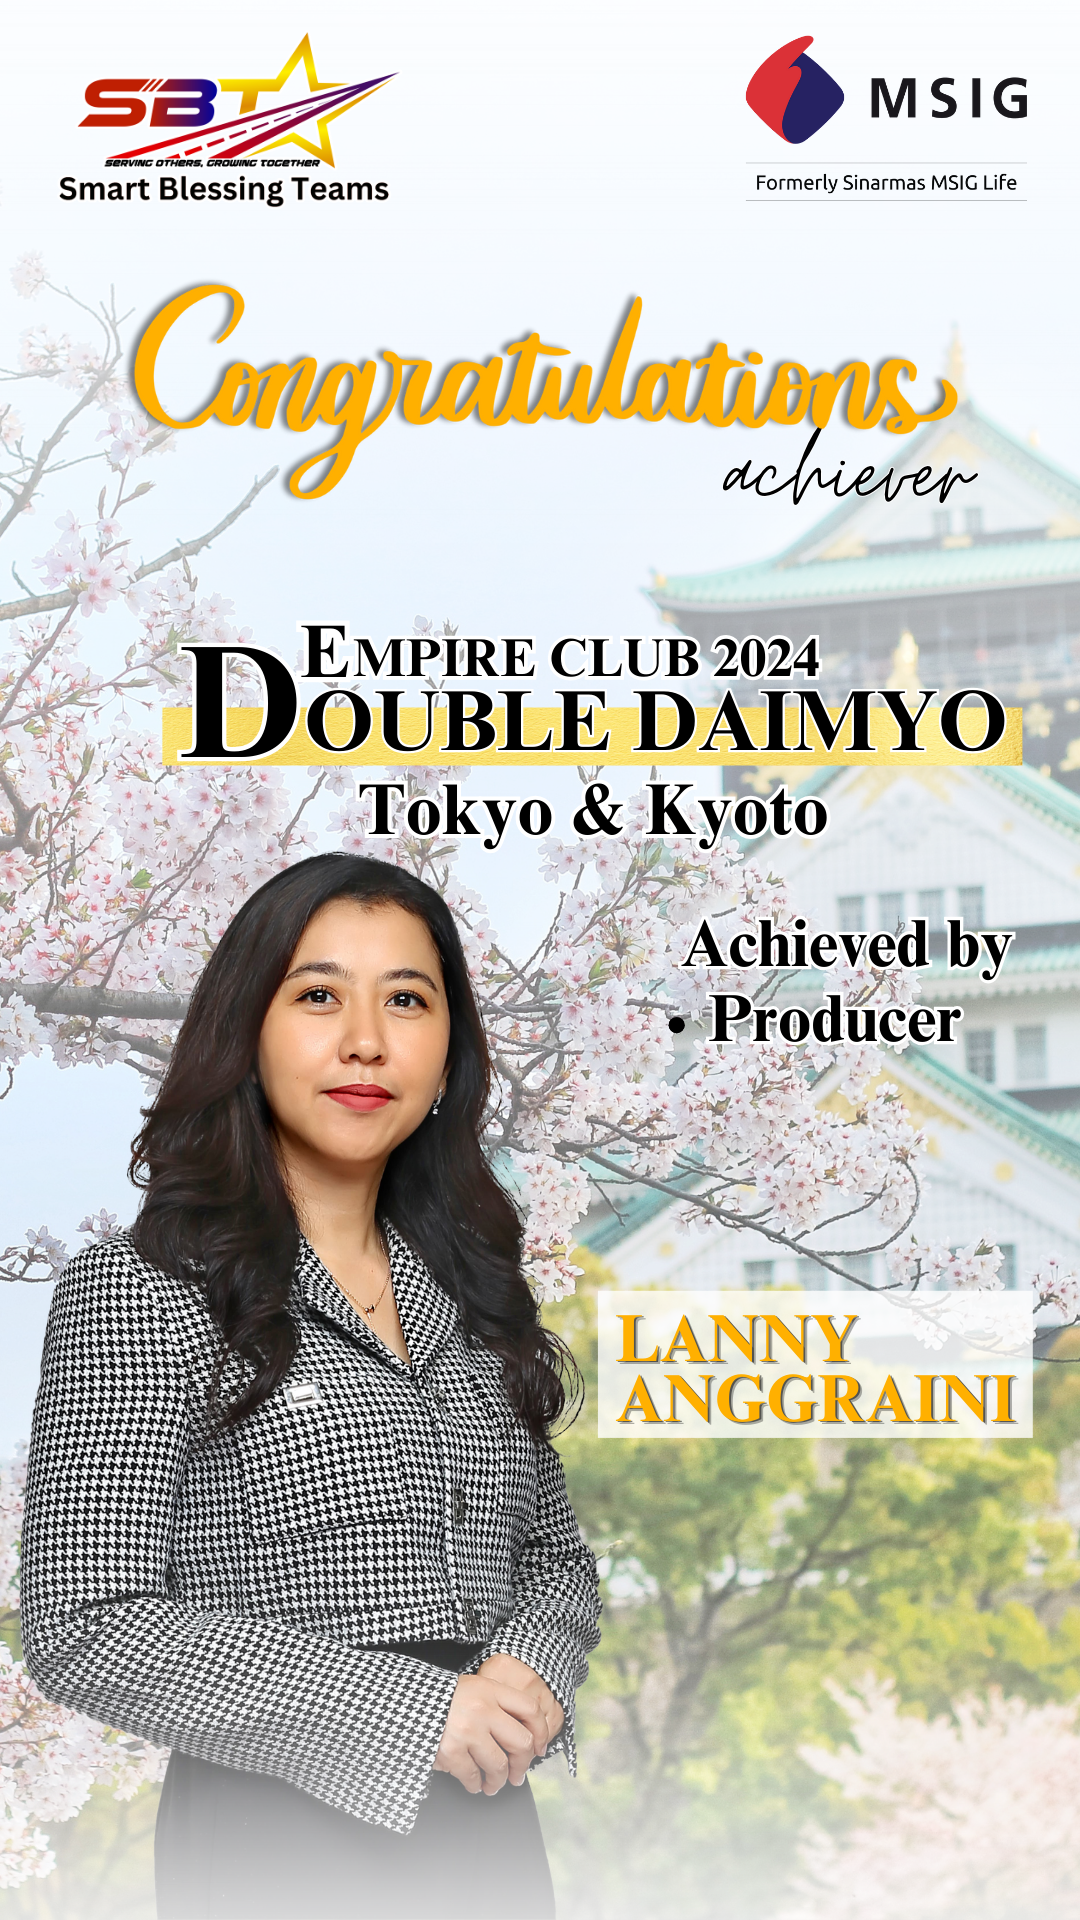 SBT
SERVING OTHERS, GROWING TOGETHER
Smart Blessing Teams
MSIG
Formerly Sinarmas MSIG Life
Congratulations
achiever
EMPIRE CLUB 2024
DOUBLE DAIMYO
Tokyo & Kyoto
Achieved by
• Producer
LANNY
ANGGRAINI